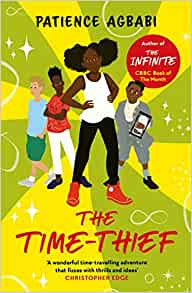 PATIENCE AGBABI
Author of
THE
INFINITE
CBBC Book of
The Month
THE
TIME-THIEF
'A wonderful time-travelling adventure
that fizzes with thrills and ideas'
CHRISTOPHER EDGE